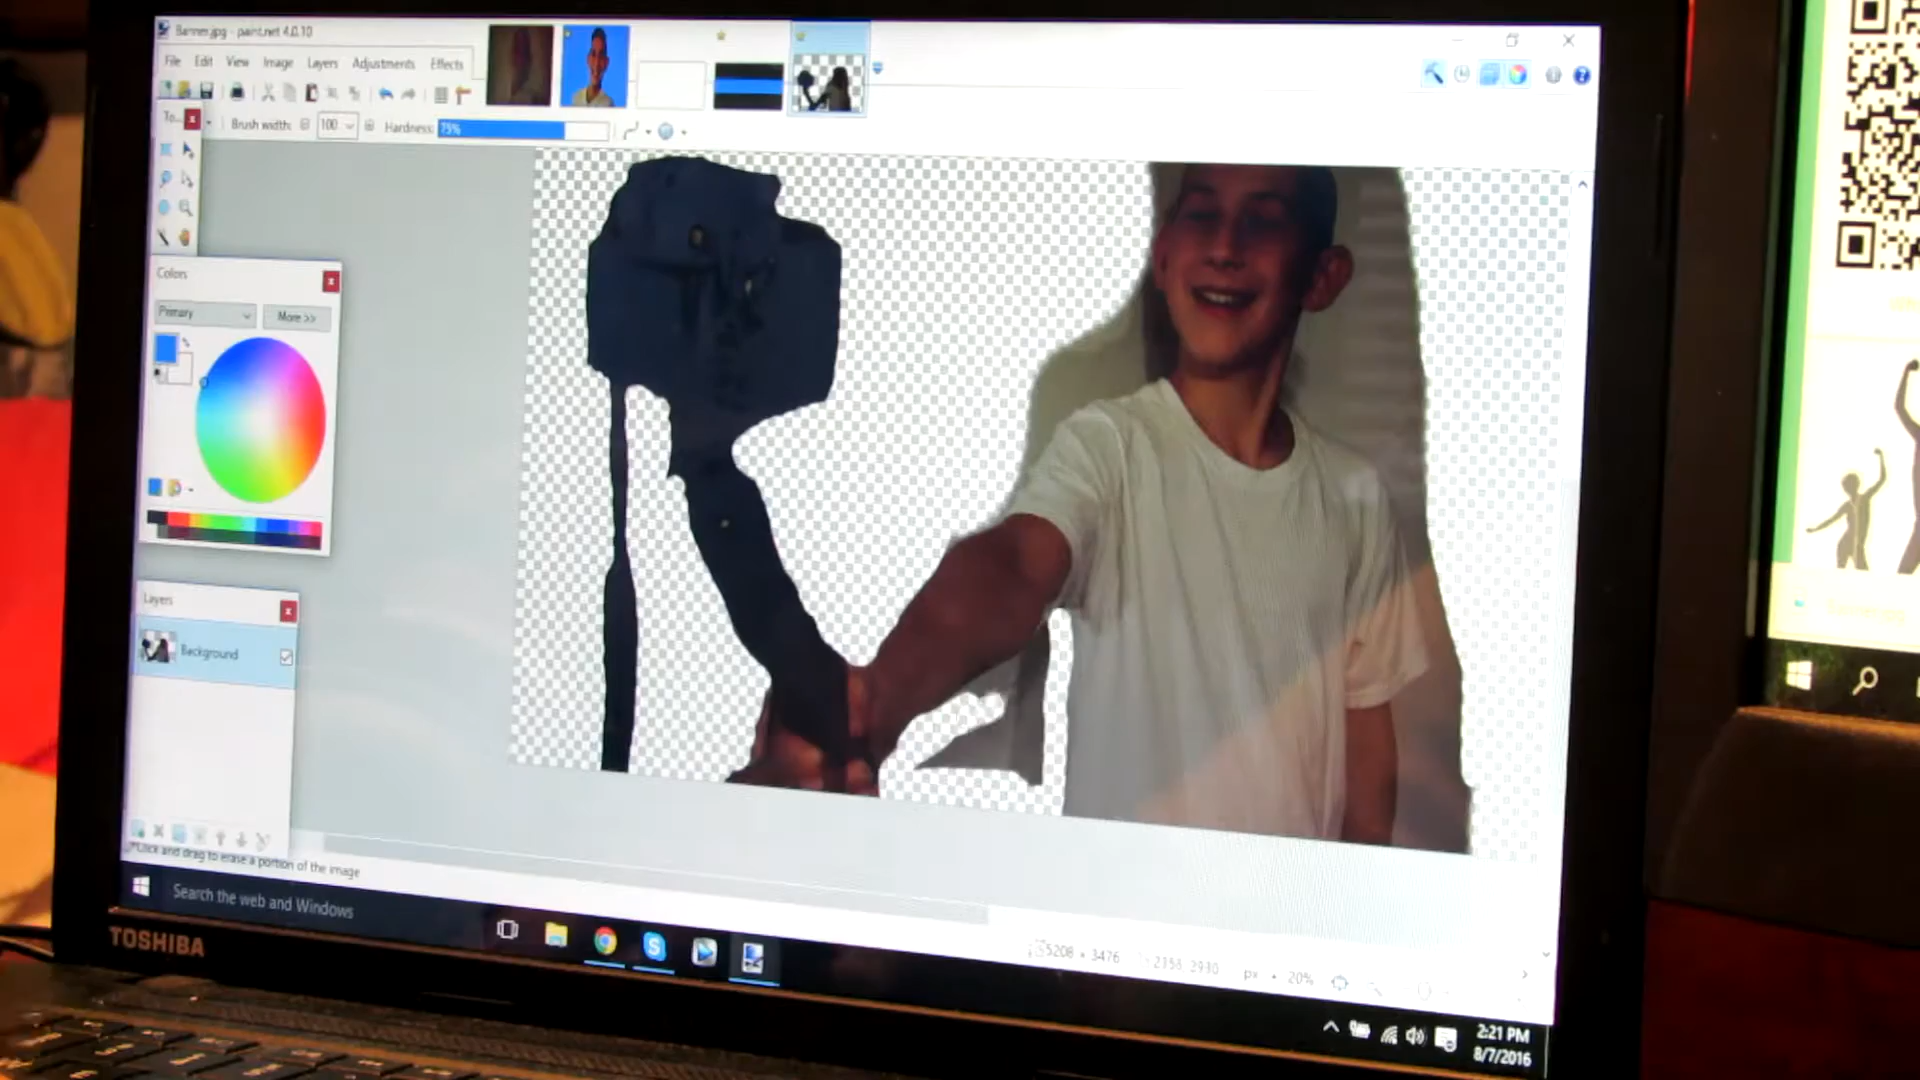 Banner.jpg - paint.net 4.0.10
File Edit View Image Layers Adjustments Effects
To...
Brush width: 100 Hardness: 75%
Colors
Primary More >>
Layers
Background
Click and drag to erase a portion of the image
5208 × 3476 2353, 2930 px 20%
Search the web and Windows
2:21 PM
8/7/2016
TOSHIBA